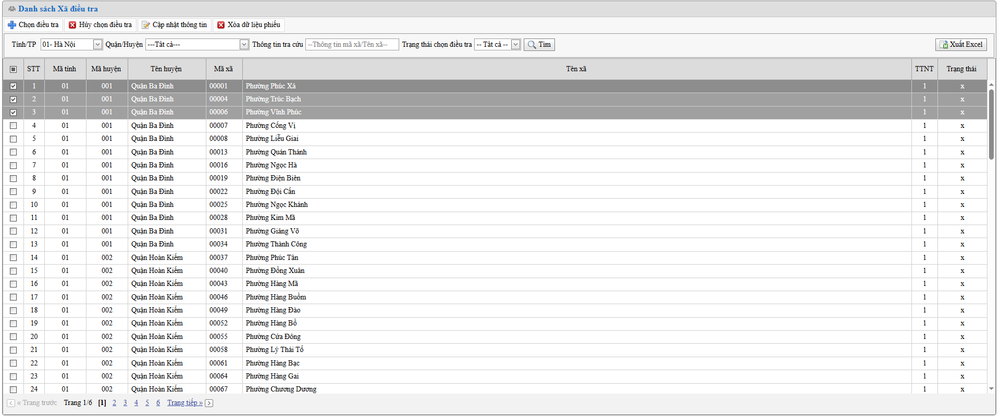 Danh sách Xã điều tra
Chọn điều tra Hủy chọn điều tra Cập nhật thông tin Xóa dữ liệu phiếu
Tỉnh/TP 01- Hà Nội Quận/Huyện ---Tất cả--- Thông tin tra cứu --Thông tin mã xã/Tên xã-- Trạng thái chọn điều tra -- Tất cả -- Tìm Xuất Excel
STT Mã tỉnh Mã huyện Tên huyện Mã xã Tên xã TTNT Trạng thái
1 01 001 Quận Ba Đình 00001 Phường Phúc Xá 1 x
2 01 001 Quận Ba Đình 00004 Phường Trúc Bạch 1 x
3 01 001 Quận Ba Đình 00006 Phường Vĩnh Phúc 1 x
4 01 001 Quận Ba Đình 00007 Phường Cống Vị 1 x
5 01 001 Quận Ba Đình 00008 Phường Liễu Giai 1 x
6 01 001 Quận Ba Đình 00013 Phường Quán Thánh 1 x
7 01 001 Quận Ba Đình 00016 Phường Ngọc Hà 1 x
8 01 001 Quận Ba Đình 00019 Phường Điện Biên 1 x
9 01 001 Quận Ba Đình 00022 Phường Đội Cấn 1 x
10 01 001 Quận Ba Đình 00025 Phường Ngọc Khánh 1 x
11 01 001 Quận Ba Đình 00028 Phường Kim Mã 1 x
12 01 001 Quận Ba Đình 00031 Phường Giảng Võ 1 x
13 01 001 Quận Ba Đình 00034 Phường Thành Công 1 x
14 01 002 Quận Hoàn Kiếm 00037 Phường Phúc Tân 1 x
15 01 002 Quận Hoàn Kiếm 00040 Phường Đồng Xuân 1 x
16 01 002 Quận Hoàn Kiếm 00043 Phường Hàng Mã 1 x
17 01 002 Quận Hoàn Kiếm 00046 Phường Hàng Buồm 1 x
18 01 002 Quận Hoàn Kiếm 00049 Phường Hàng Đào 1 x
19 01 002 Quận Hoàn Kiếm 00052 Phường Hàng Bồ 1 x
20 01 002 Quận Hoàn Kiếm 00055 Phường Cửa Đông 1 x
21 01 002 Quận Hoàn Kiếm 00058 Phường Lý Thái Tổ 1 x
22 01 002 Quận Hoàn Kiếm 00061 Phường Hàng Bạc 1 x
23 01 002 Quận Hoàn Kiếm 00064 Phường Hàng Gai 1 x
24 01 002 Quận Hoàn Kiếm 00067 Phường Chương Dương 1 x
« Trang trước Trang 1/6 [1] 2 3 4 5 6 Trang tiếp »